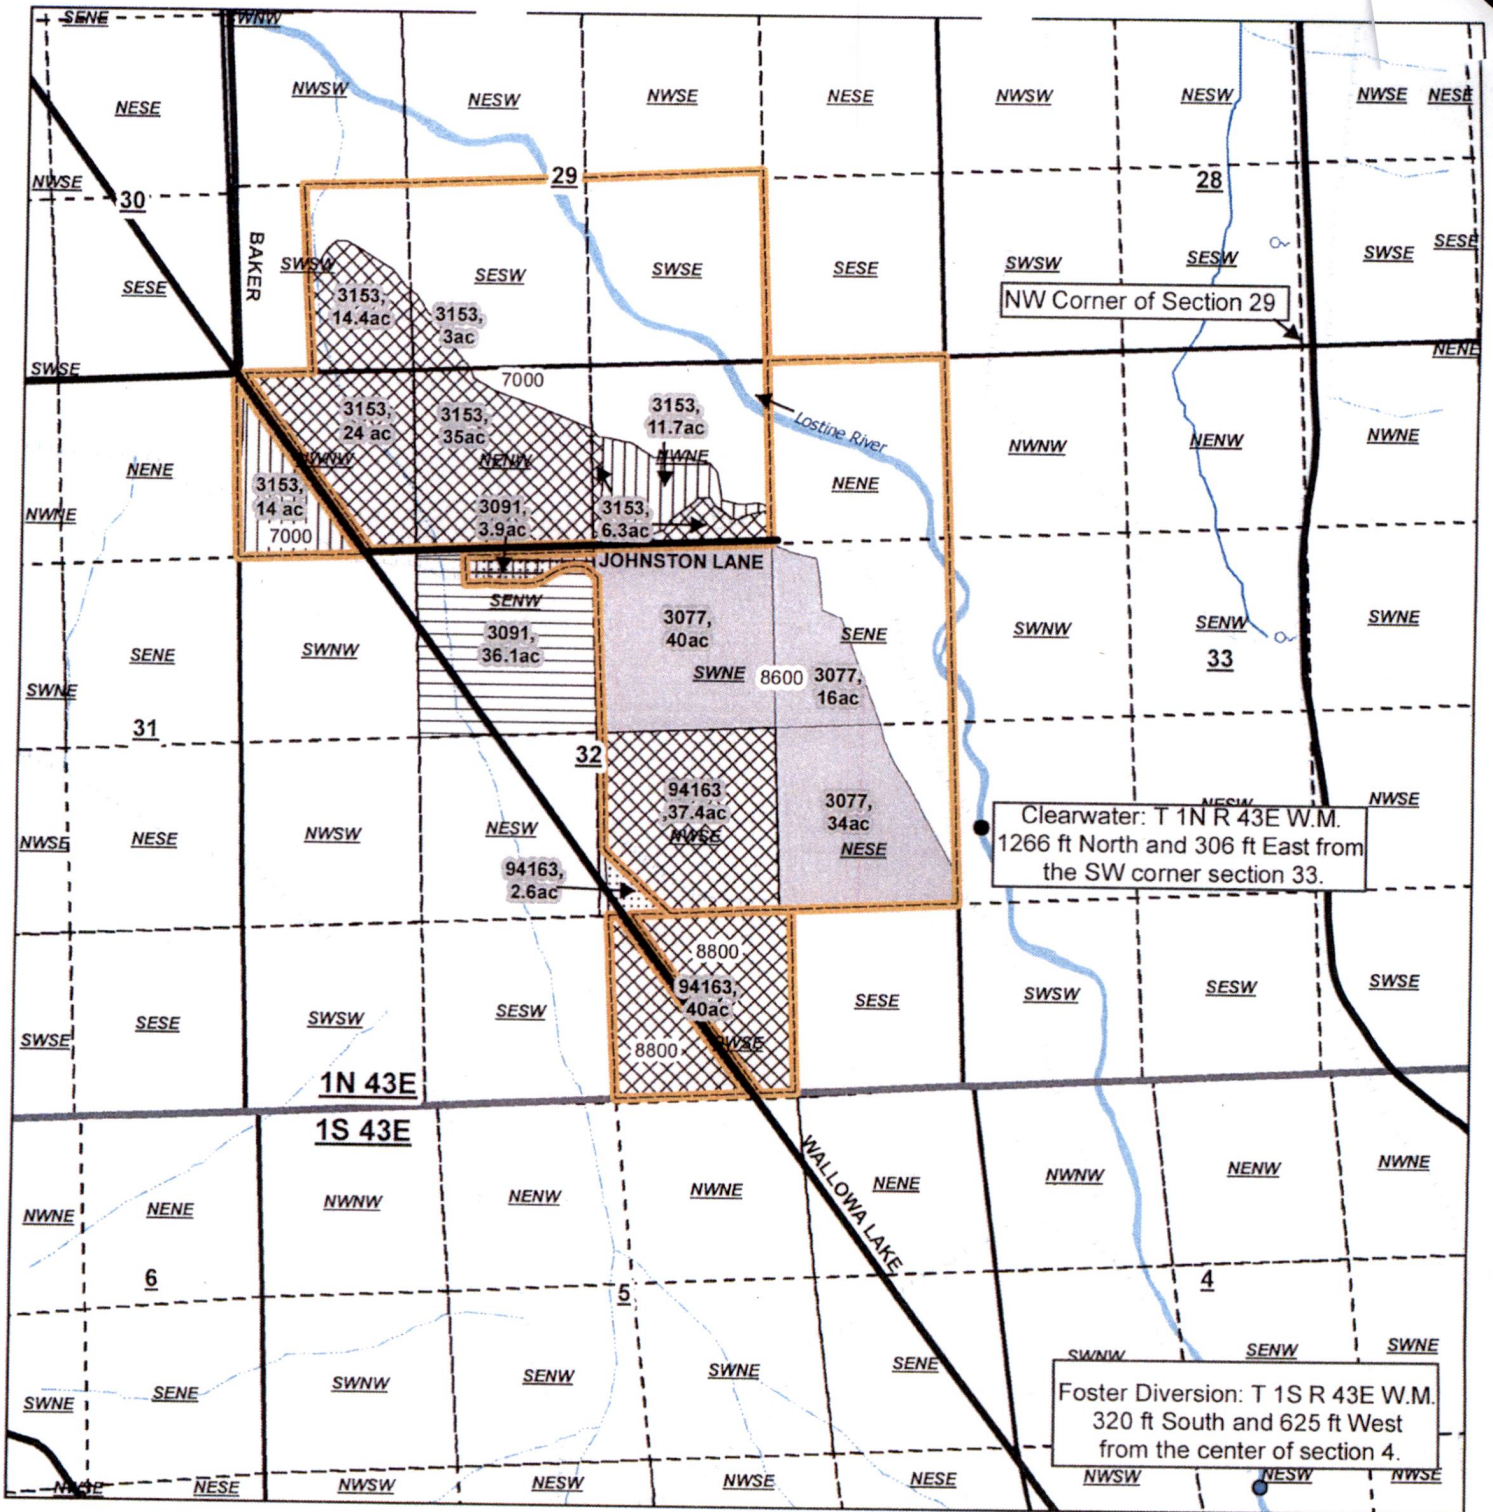 SENE
NWSW
NESW
NWSE
NESE
NWSW
NESW
NWSE
NESE
NESE
NWSE
30
29
28
BAKER
SESE
SWSW
SESW
SWSE
SESE
SWSW
SESW
SWSE
SESE
3153,
14.4ac
3153,
3ac
NW Corner of Section 29
SWSE
7000
NENE
3153,
24 ac
3153,
35ac
3153,
11.7ac
Lostine River
NENE
NWNW
NENW
NWNE
NWNW
NENW
NWNE
NENE
NWNE
3153,
14 ac
7000
3091,
3.9ac
3153,
6.3ac
JOHNSTON LANE
SENW
3091,
36.1ac
3077,
40ac
SENE
SWNW
SENW
SWNE
SENE
SWNW
SWNE
SWNE
8600
3077,
16ac
33
31
32
94163
,37.4ac
NWSE
3077,
34ac
NESE
NWSE
NESE
NWSW
NESW
NESW
NWSE
Clearwater: T 1N R 43E W.M.
1266 ft North and 306 ft East from
the SW corner section 33.
94163,
2.6ac
8800
94163,
40ac
8800
SWSE
SESE
SWSW
SESW
SESE
SWSW
SESW
SWSE
1N 43E
1S 43E
WALLOWA LAKE
NWNE
NENE
NWNW
NENW
NWNE
NENE
NWNW
NENW
NWNE
6
5
4
SWNE
SENE
SWNW
SENW
SWNE
SENE
SWNW
SENW
SWNE
Foster Diversion: T 1S R 43E W.M.
320 ft South and 625 ft West
from the center of section 4.
NWSE
NESE
NWSW
NESW
NWSE
NESE
NWSW
NESW
NWSE